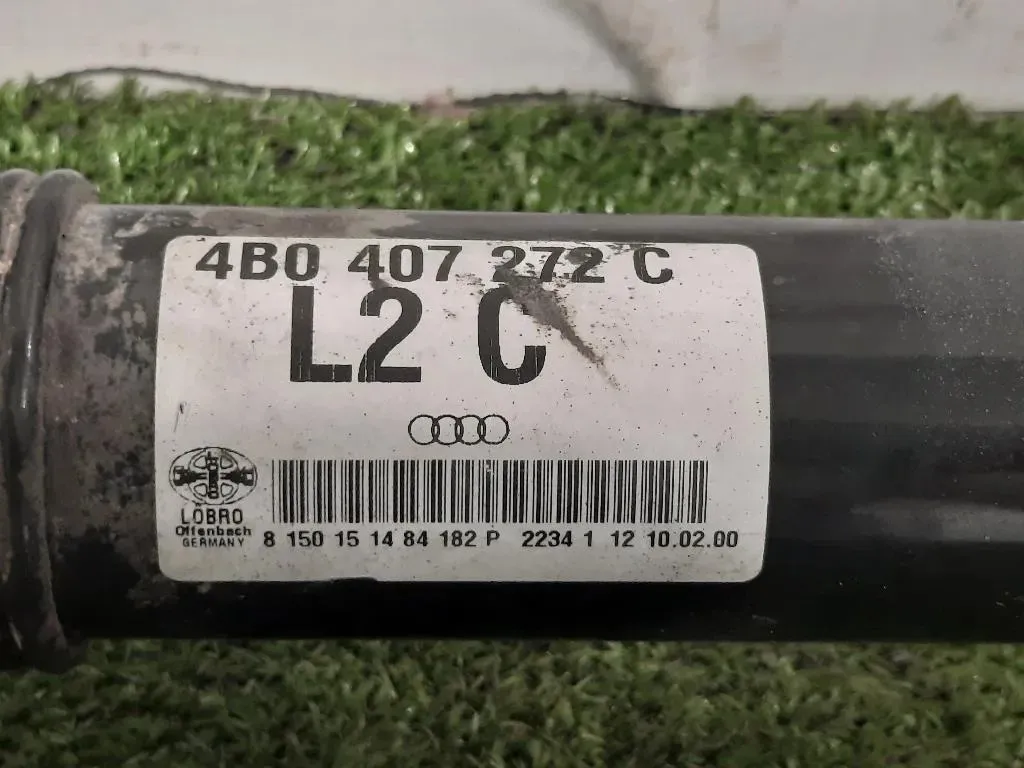 4B0 407 272 C
L2 C
LÖBRO
Offenbach
GERMANY
8 150 15 14 84 182 P 2234 1 12 10.02.00